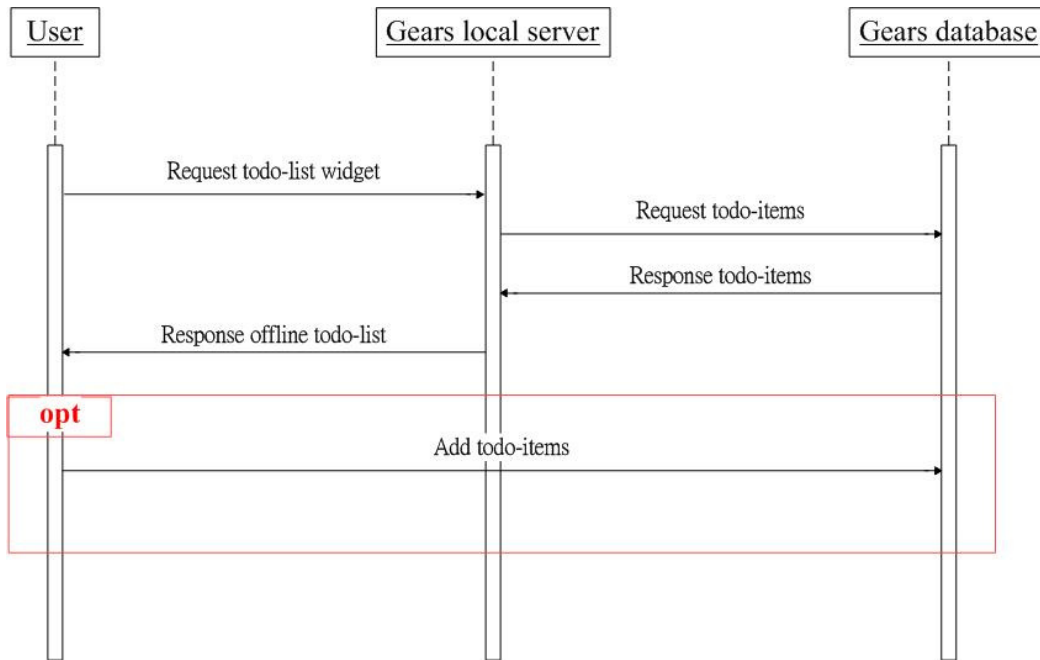 User
Gears local server
Gears database
Request todo-list widget
Request todo-items
Response todo-items
Response offline todo-list
opt
Add todo-items